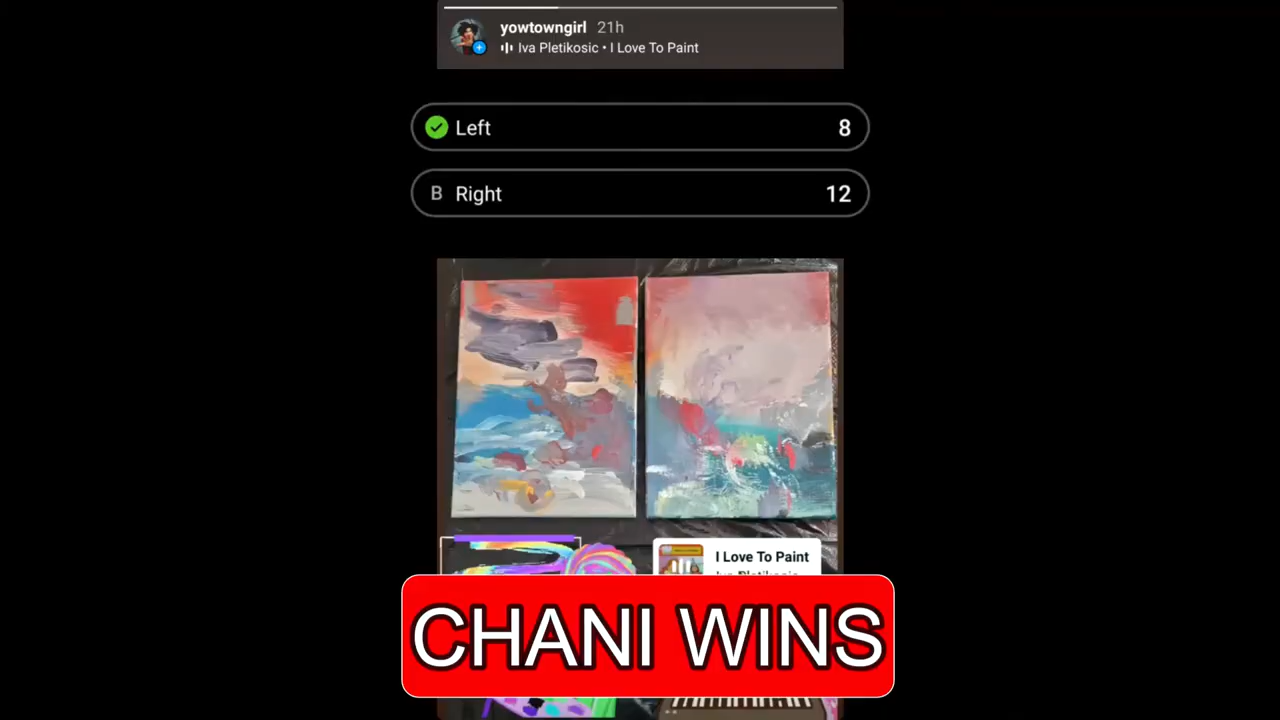 yowtowngirl 21h
Iva Pletikosic • I Love To Paint
Left 8
B Right 12
I Love To Paint
CHANI WINS